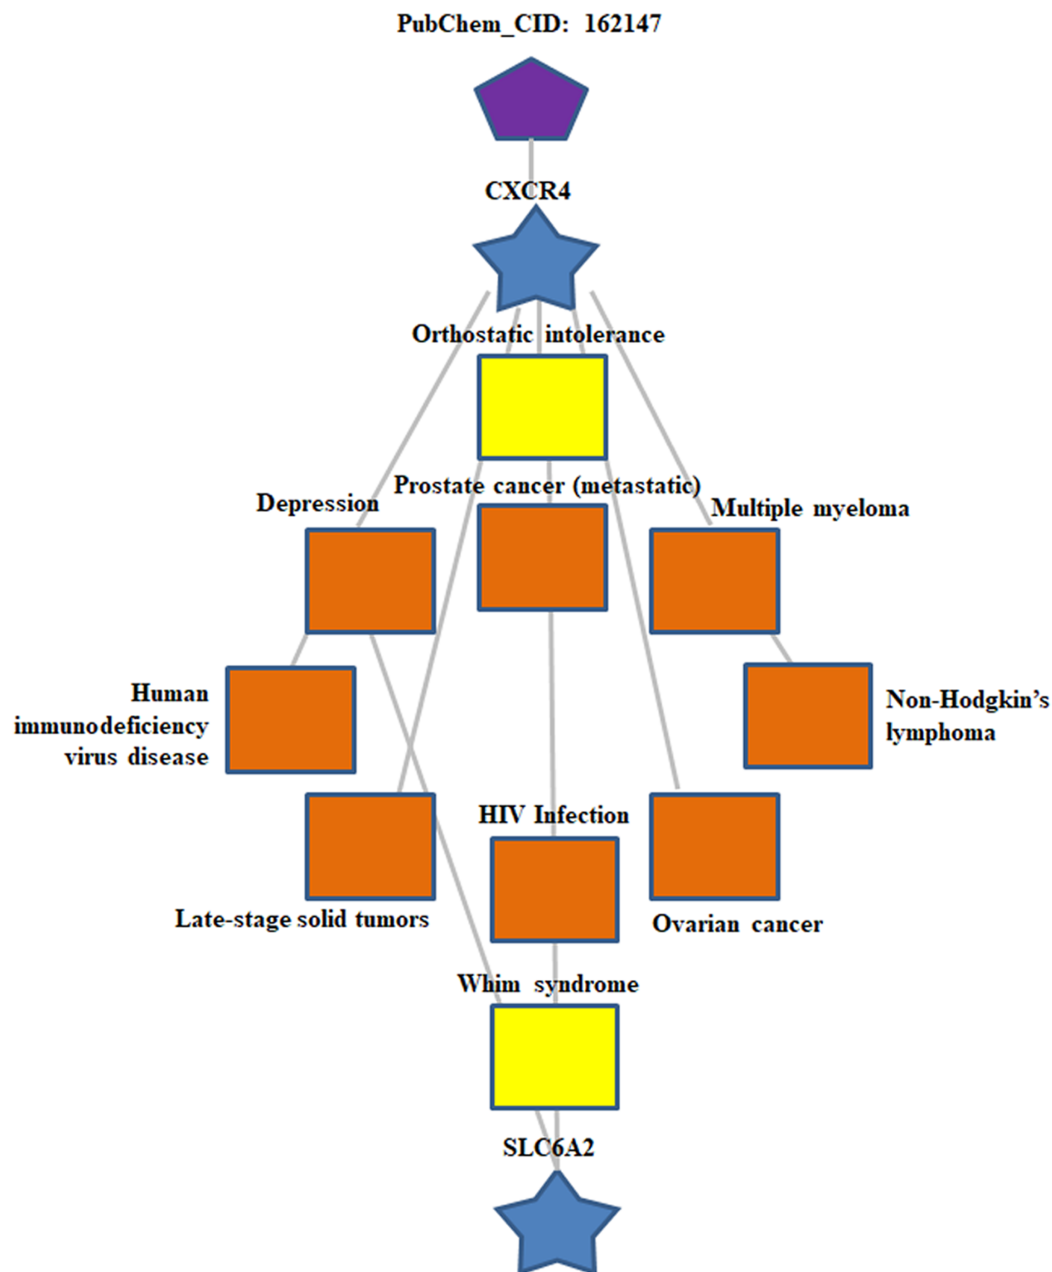 PubChem_CID: 162147
CXCR4
Orthostatic intolerance
Prostate cancer (metastatic)
Depression
Multiple myeloma
Human
immunodeficiency
virus disease
Non-Hodgkin's
lymphoma
HIV Infection
Late-stage solid tumors
Ovarian cancer
Whim syndrome
SLC6A2